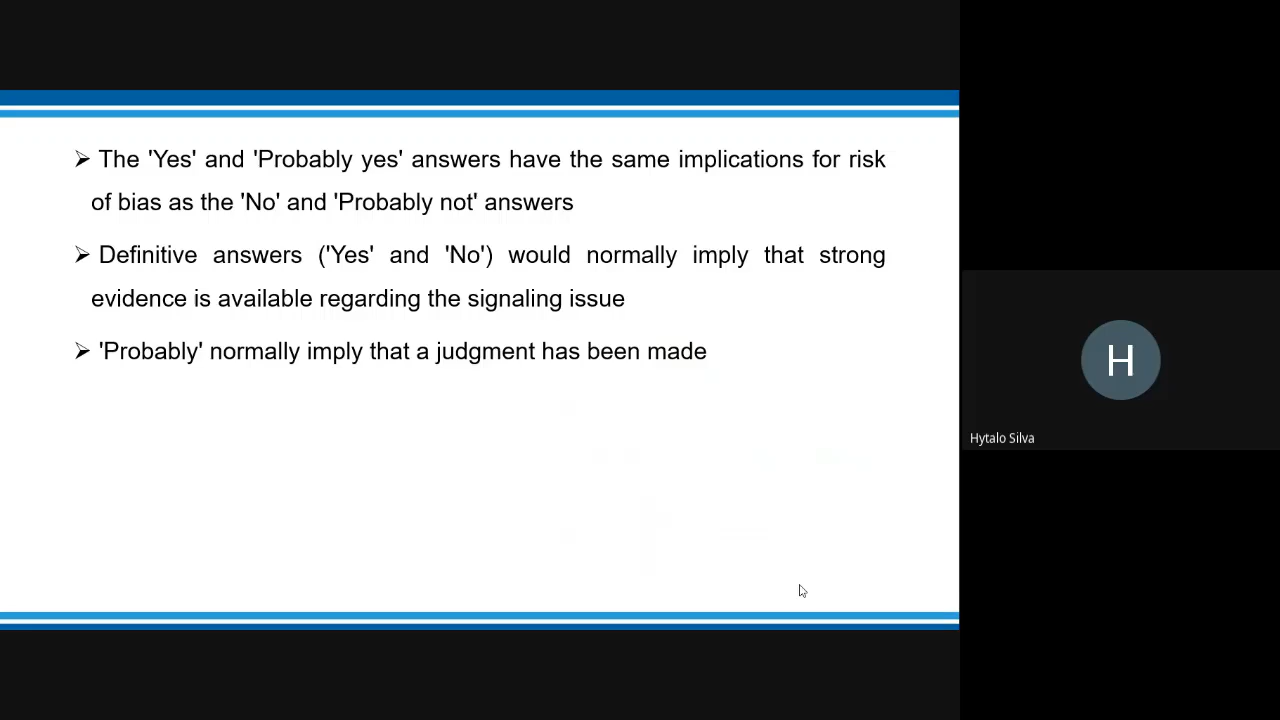 The 'Yes' and 'Probably yes' answers have the same implications for risk
of bias as the 'No' and 'Probably not' answers
Definitive answers ('Yes' and 'No') would normally imply that strong
evidence is available regarding the signaling issue
'Probably' normally imply that a judgment has been made
H
Hytalo Silva